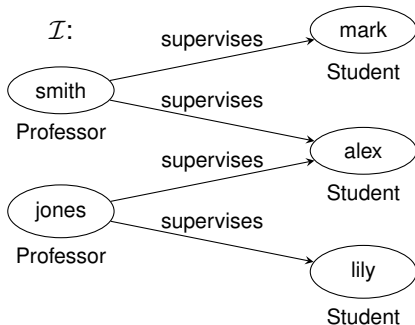 ℐ:
supervises
mark
Student
smith
Professor
supervises
supervises
alex
Student
jones
Professor
supervises
lily
Student